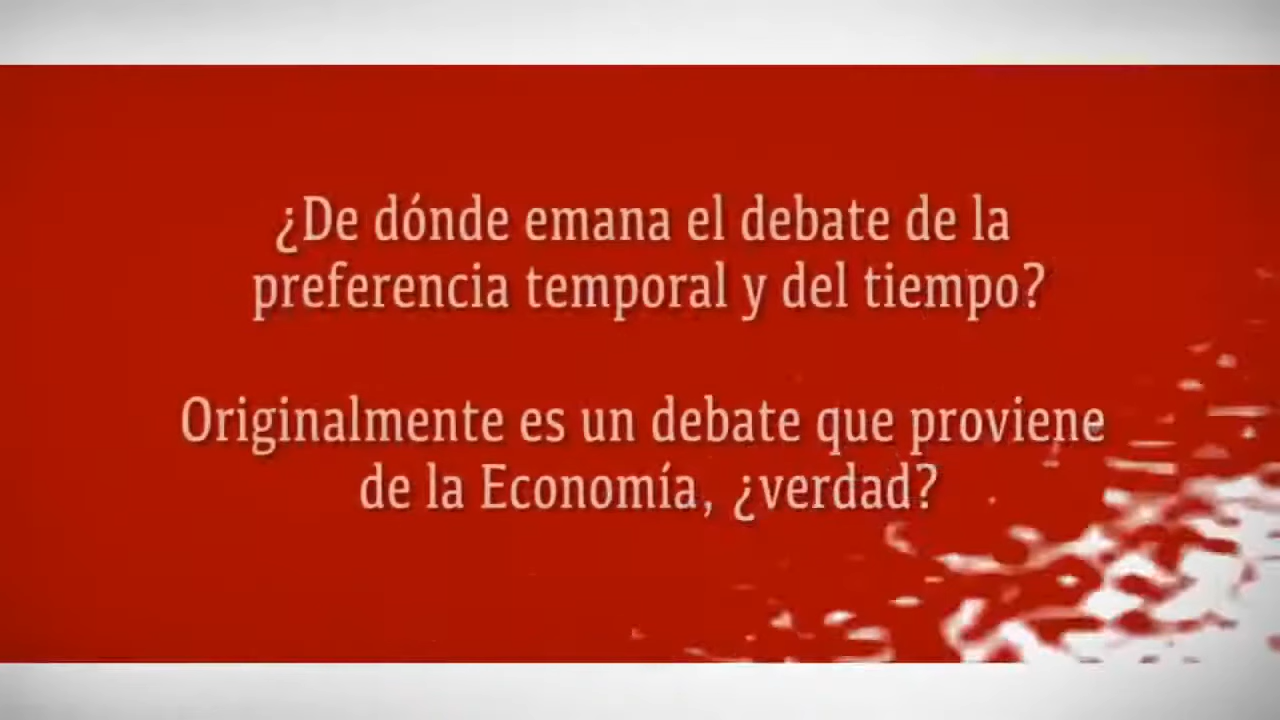 ¿De dónde emana el debate de la
preferencia temporal y del tiempo?
Originalmente es un debate que proviene
de la Economía, ¿verdad?